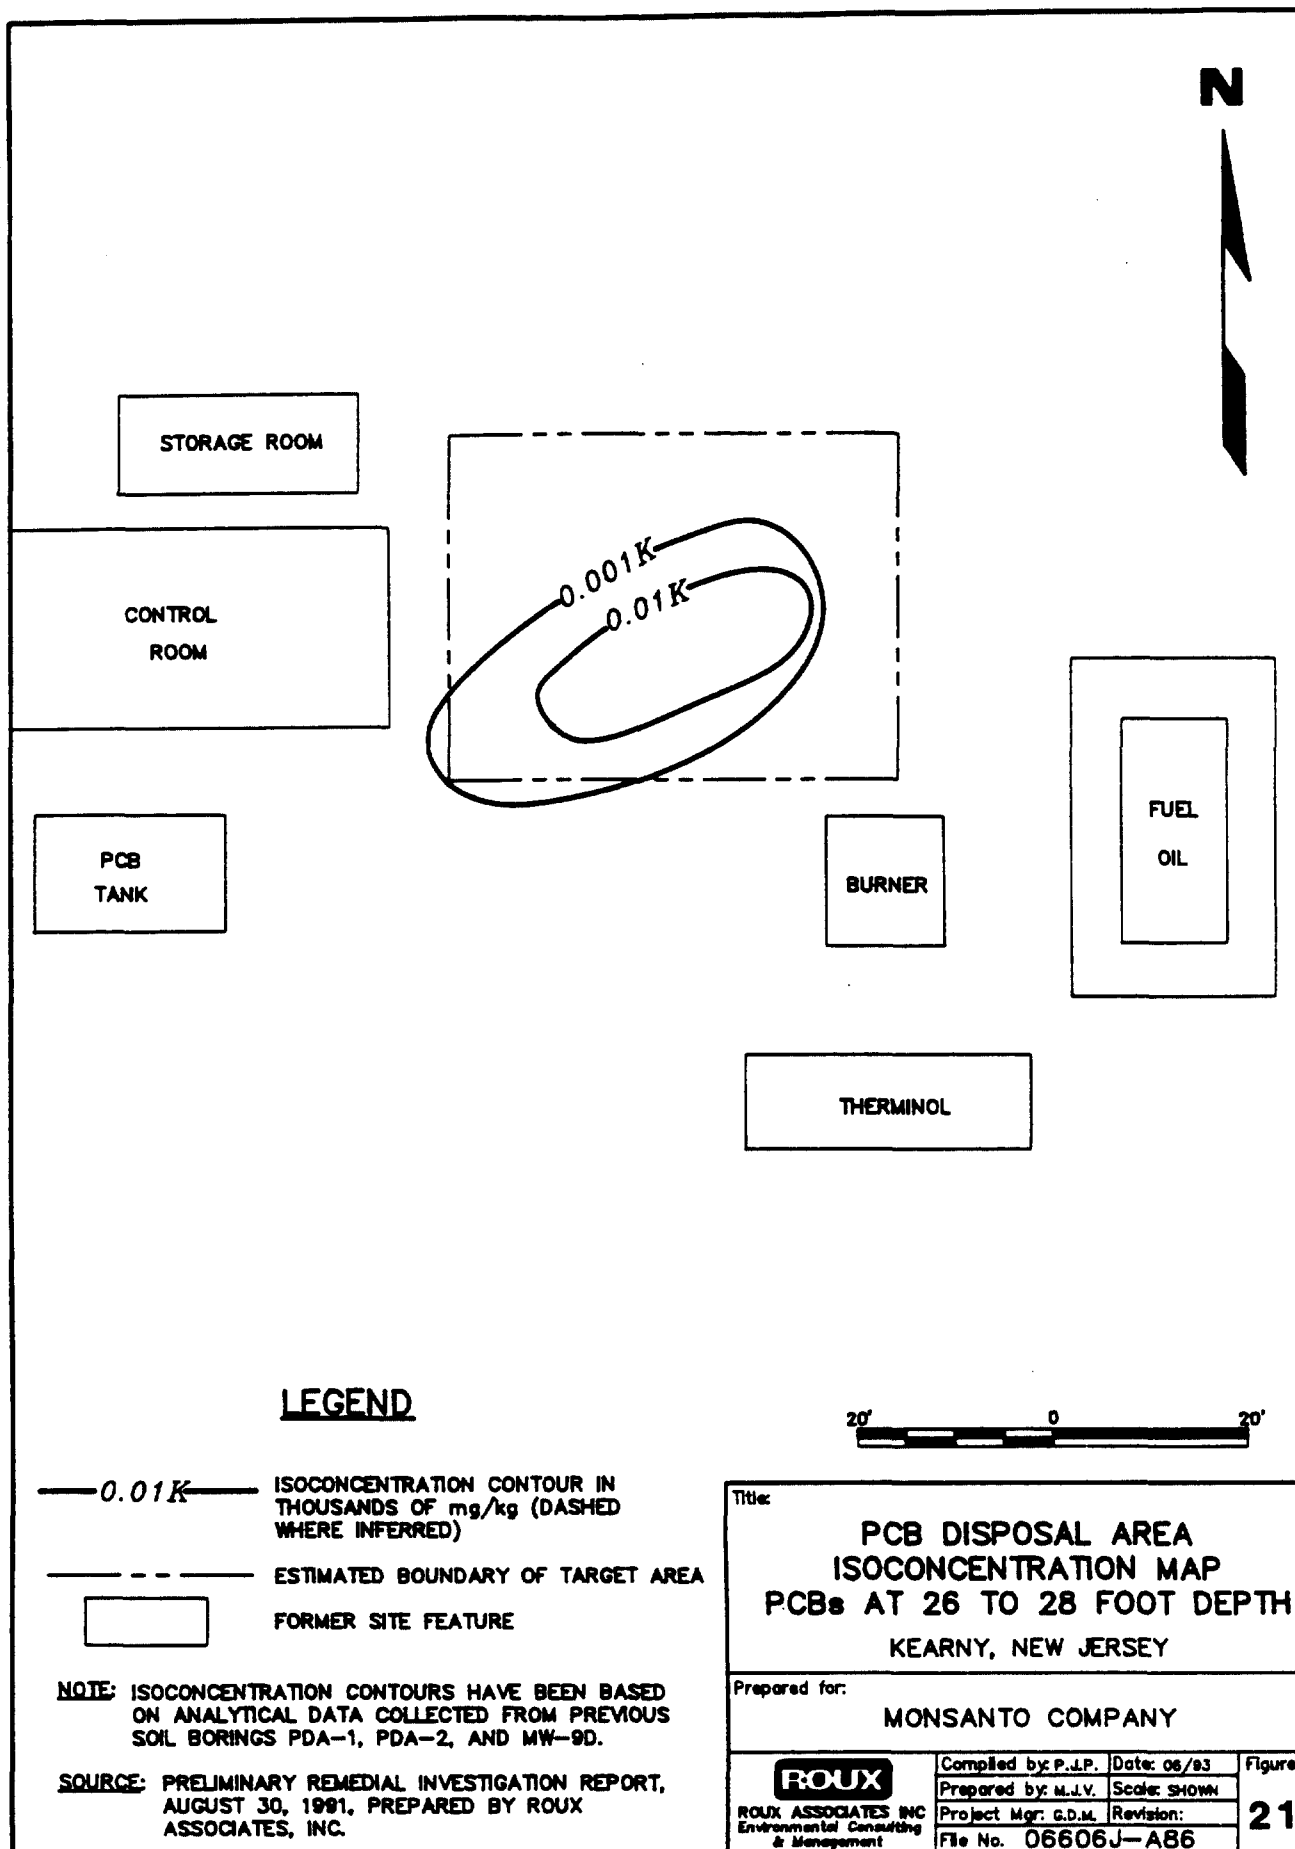 N
STORAGE ROOM
0.001K
0.01K
CONTROL
ROOM
PCB
TANK
FUEL
OIL
BURNER
THERMINOL
LEGEND
20' 0 20'
0.01K ISOCONCENTRATION CONTOUR IN
THOUSANDS OF mg/kg (DASHED
WHERE INFERRED)
ESTIMATED BOUNDARY OF TARGET AREA
FORMER SITE FEATURE
NOTE: ISOCONCENTRATION CONTOURS HAVE BEEN BASED
ON ANALYTICAL DATA COLLECTED FROM PREVIOUS
SOIL BORINGS PDA-1, PDA-2, AND MW-9D.
SOURCE: PRELIMINARY REMEDIAL INVESTIGATION REPORT,
AUGUST 30, 1991, PREPARED BY ROUX
ASSOCIATES, INC.
Title:
PCB DISPOSAL AREA
ISOCONCENTRATION MAP
PCBs AT 26 TO 28 FOOT DEPTH
KEARNY, NEW JERSEY
Prepared for:
MONSANTO COMPANY
ROUX
ROUX ASSOCIATES INC
Environmental Consulting
& Management
Compiled by: P.J.P. Date: 06/93
Prepared by: M.J.V. Scale: SHOWN
Project Mgr: G.D.M. Revision:
File No. 06606J-A86
Figure
21